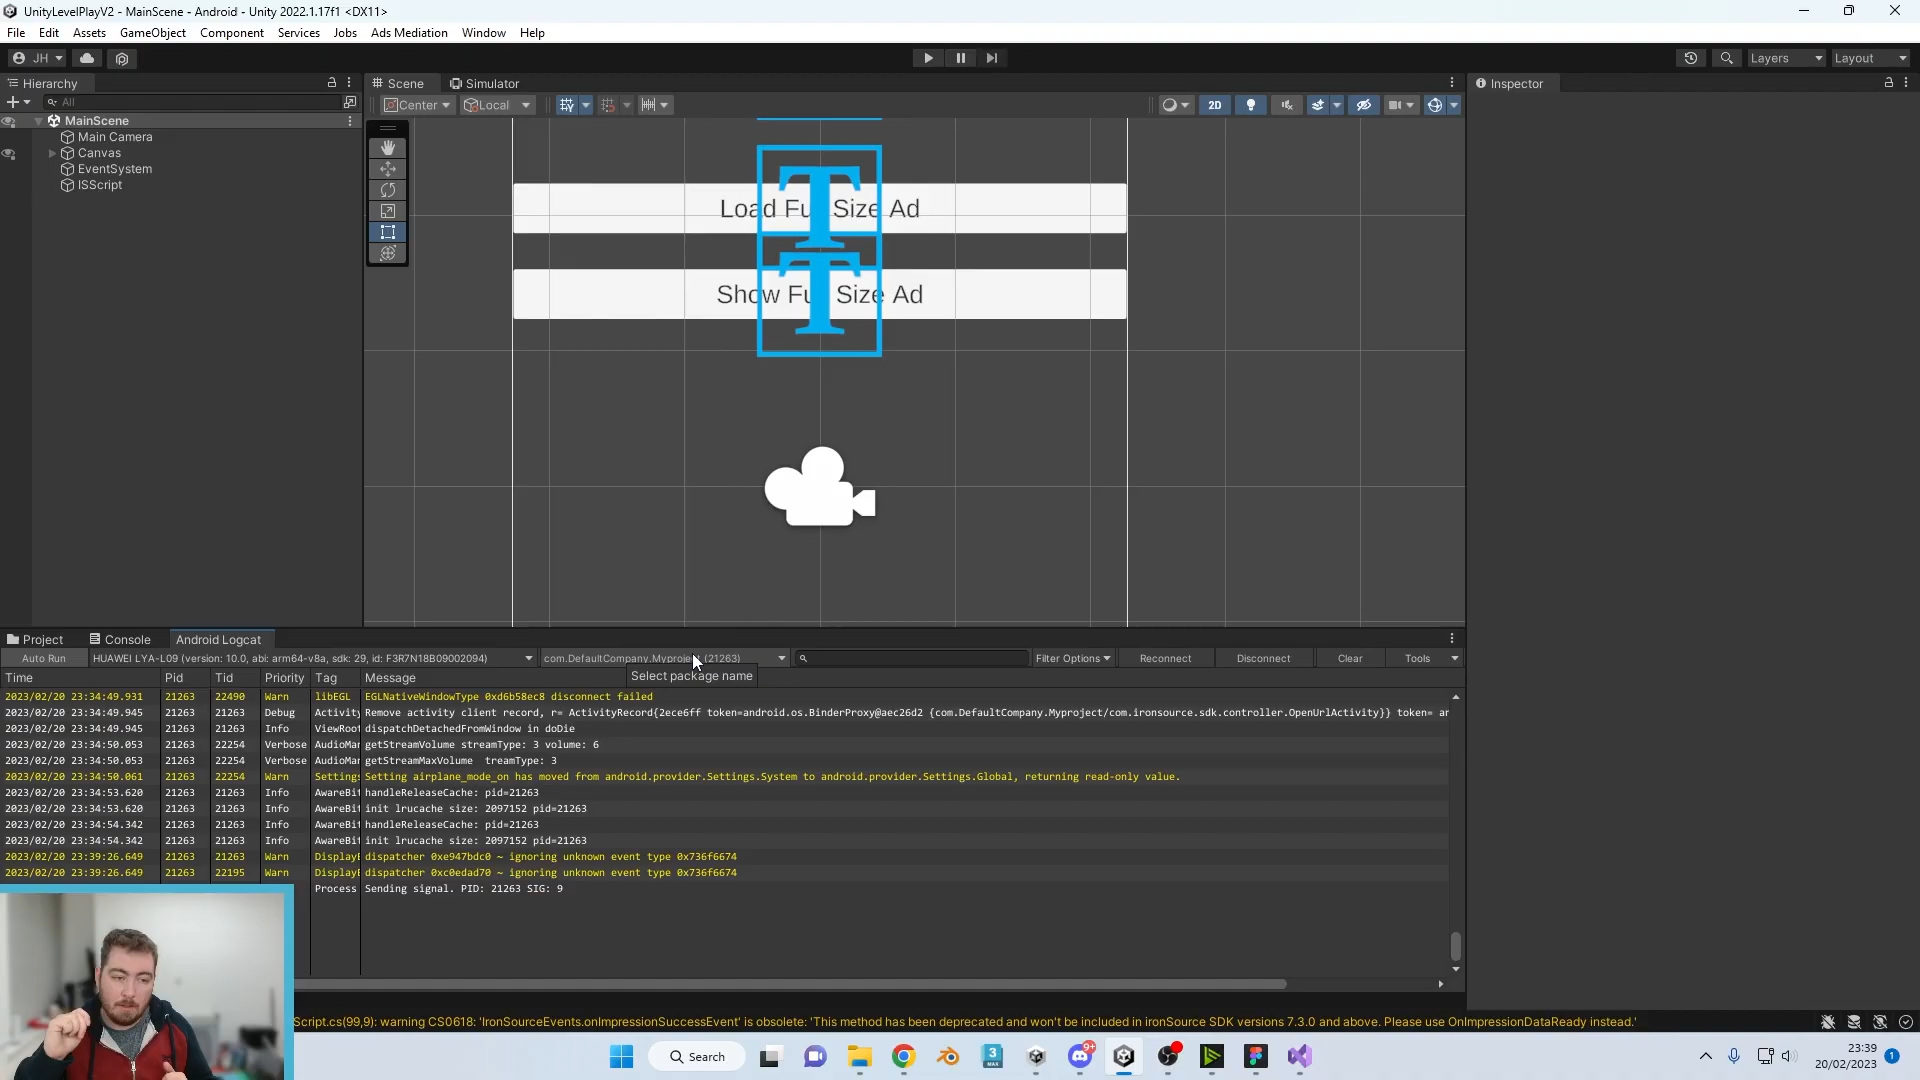 UnityLevelPlayV2 - MainScene - Android - Unity 2022.1.17f1 <DX11>
File Edit Assets GameObject Component Services Jobs Ads Mediation Window Help
JH Layers Layout
Hierarchy Scene Simulator Inspector
All Center Local 2D
MainScene
Main Camera
Canvas
EventSystem
ISScript
Load Fu Size Ad
Show Fu Size Ad
T
T
Project Console Android Logcat
Auto Run HUAWEI LYA-L09 (version: 10.0, abi: arm64-v8a, sdk: 29, id: F3R7N18B09002094) com.DefaultCompany.Myproje (21263) Filter Options Reconnect Disconnect Clear Tools
Select package name
Time Pid Tid Priority Tag Message
2023/02/20 23:34:49.931 21263 22490 Warn libEGL EGLNativeWindowType 0xd6b58ec8 disconnect failed
2023/02/20 23:34:49.945 21263 21263 Debug Activity Remove activity client record, r= ActivityRecord{2ece6ff token=android.os.BinderProxy@aec26d2 {com.DefaultCompany.Myproject/com.ironsource.sdk.controller.OpenUrlActivity}} token= ar
2023/02/20 23:34:49.945 21263 21263 Info ViewRoot dispatchDetachedFromWindow in doDie
2023/02/20 23:34:50.053 21263 22254 Verbose AudioMar getStreamVolume streamType: 3 volume: 6
2023/02/20 23:34:50.053 21263 22254 Verbose AudioMar getStreamMaxVolume treamType: 3
2023/02/20 23:34:50.061 21263 22254 Warn Settings Setting airplane_mode_on has moved from android.provider.Settings.System to android.provider.Settings.Global, returning read-only value.
2023/02/20 23:34:53.620 21263 21263 Info AwareBit handleReleaseCache: pid=21263
2023/02/20 23:34:53.620 21263 21263 Info AwareBit init lrucache size: 2097152 pid=21263
2023/02/20 23:34:54.342 21263 21263 Info AwareBit handleReleaseCache: pid=21263
2023/02/20 23:34:54.342 21263 21263 Info AwareBit init lrucache size: 2097152 pid=21263
2023/02/20 23:39:26.649 21263 21263 Warn DisplayE dispatcher 0xe947bdc0 ~ ignoring unknown event type 0x736f6674
2023/02/20 23:39:26.649 21263 22195 Warn DisplayE dispatcher 0xc0edad70 ~ ignoring unknown event type 0x736f6674
Process Sending signal. PID: 21263 SIG: 9
Script.cs(99,9): warning CS0618: 'IronSourceEvents.onImpressionSuccessEvent' is obsolete: 'This method has been deprecated and won't be included in ironSource SDK versions 7.3.0 and above. Please use OnImpressionDataReady instead.'
Search 3 MAX 9+ 23:39
20/02/2023 1